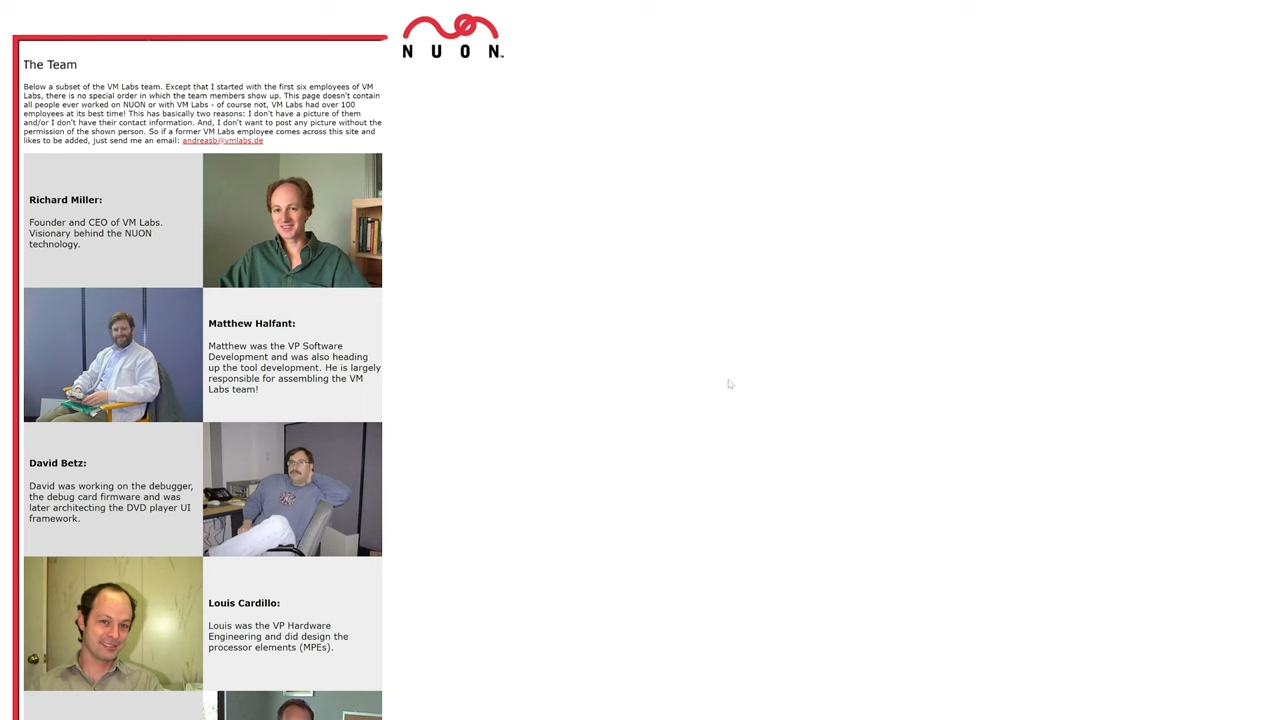 NUON™
The Team
Below a subset of the VM Labs team. Except that I started with the first six employees of VM
Labs, there is no special order in which the team members show up. This page doesn't contain
all people ever worked on NUON or with VM Labs - of course not, VM Labs had over 100
employees at its best time! This has basically two reasons: I don't have a picture of them
and/or I don't have their contact information. And, I don't want to post any picture without the
permission of the shown person. So if a former VM Labs employee comes across this site and
likes to be added, just send me an email: andreasb@vmlabs.de
Richard Miller:
Founder and CEO of VM Labs.
Visionary behind the NUON
technology.
Matthew Halfant:
Matthew was the VP Software
Development and was also heading
up the tool development. He is largely
responsible for assembling the VM
Labs team!
David Betz:
David was working on the debugger,
the debug card firmware and was
later architecting the DVD player UI
framework.
Louis Cardillo:
Louis was the VP Hardware
Engineering and did design the
processor elements (MPEs).